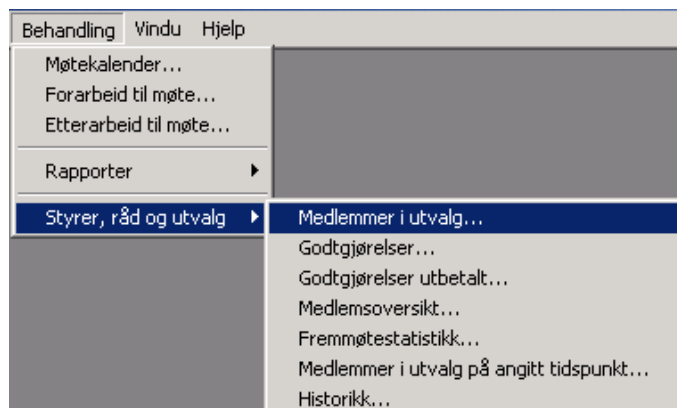 Behandling Vindu Hjelp
Møtekalender...
Forarbeid til møte...
Etterarbeid til møte...
Rapporter
Styrer, råd og utvalg
Medlemmer i utvalg...
Godtgjørelser...
Godtgjørelser utbetalt...
Medlemsoversikt...
Fremmøtestatistikk...
Medlemmer i utvalg på angitt tidspunkt...
Historikk...